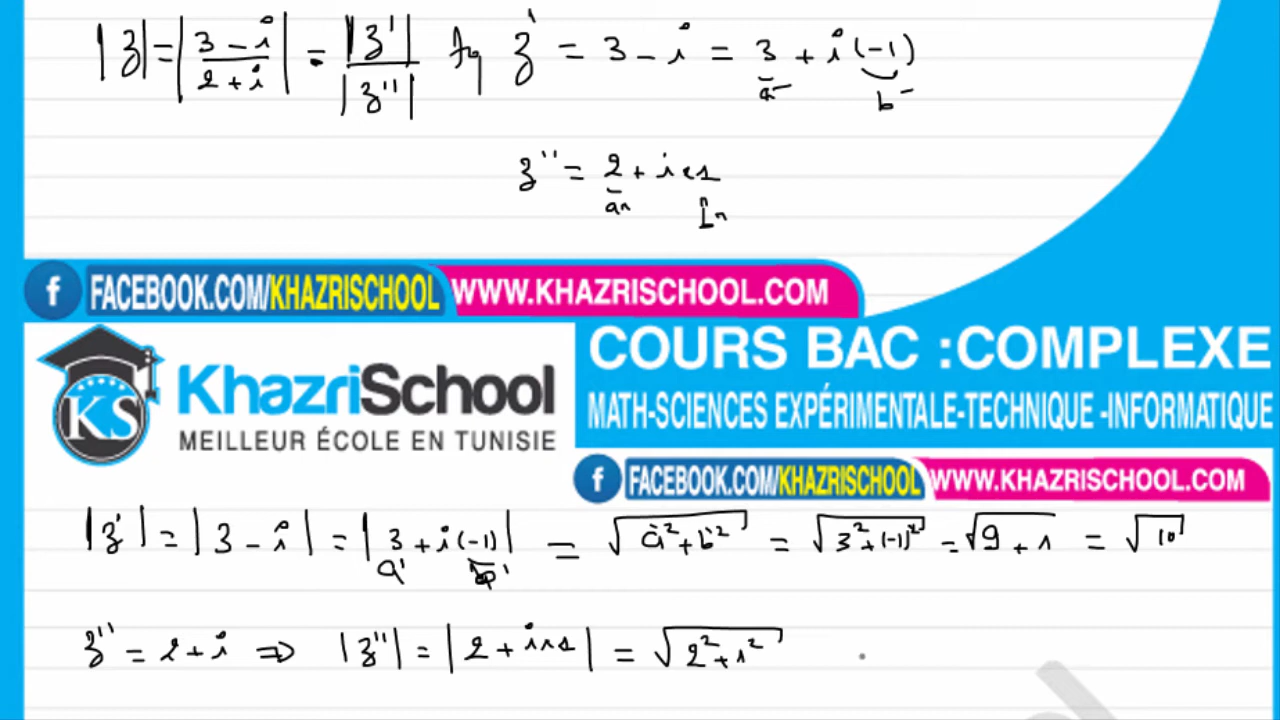 |z| = |(3 - i)/(2 + i)| = |z'|/|z''| tq z' = 3 - i = 3 + i(-1)
a' b'
z'' = 2 + i×1
a'' b''
f FACEBOOK.COM/KHAZRISCHOOL WWW.KHAZRISCHOOL.COM
COURS BAC :COMPLEXE
KS KhazriSchool
MATH-SCIENCES EXPÉRIMENTALE-TECHNIQUE -INFORMATIQUE
MEILLEUR ÉCOLE EN TUNISIE
f FACEBOOK.COM/KHAZRISCHOOL WWW.KHAZRISCHOOL.COM
|z'| = |3 - i| = |3 + i(-1)| = √(a'² + b'²) = √(3² + (-1)²) = √(9 + 1) = √10
a' b'
z'' = 2 + i ⇒ |z''| = |2 + i×1| = √(2² + 1²)